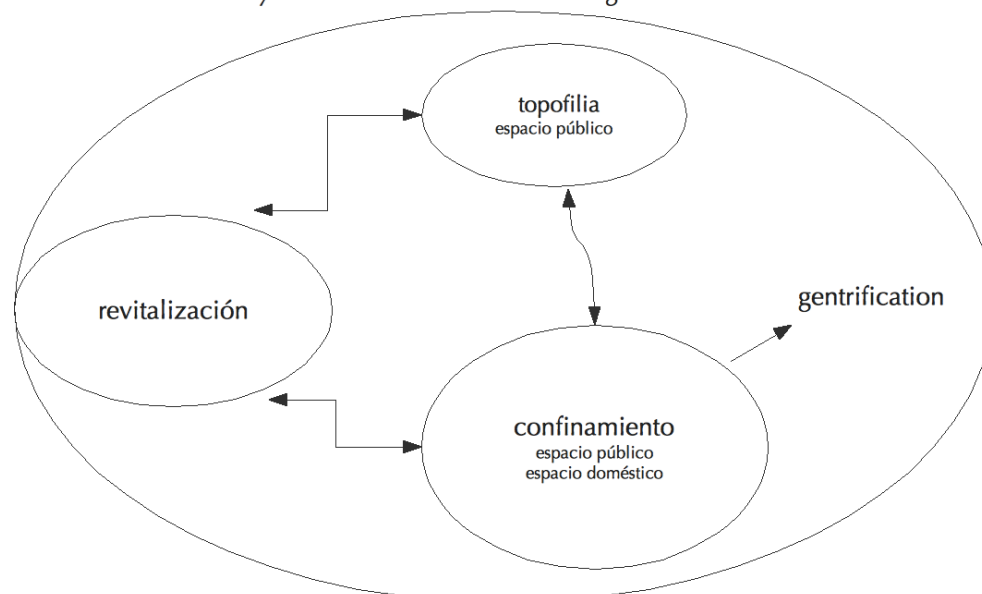 topofilia
espacio público
revitalización
gentrification
confinamiento
espacio público
espacio doméstico